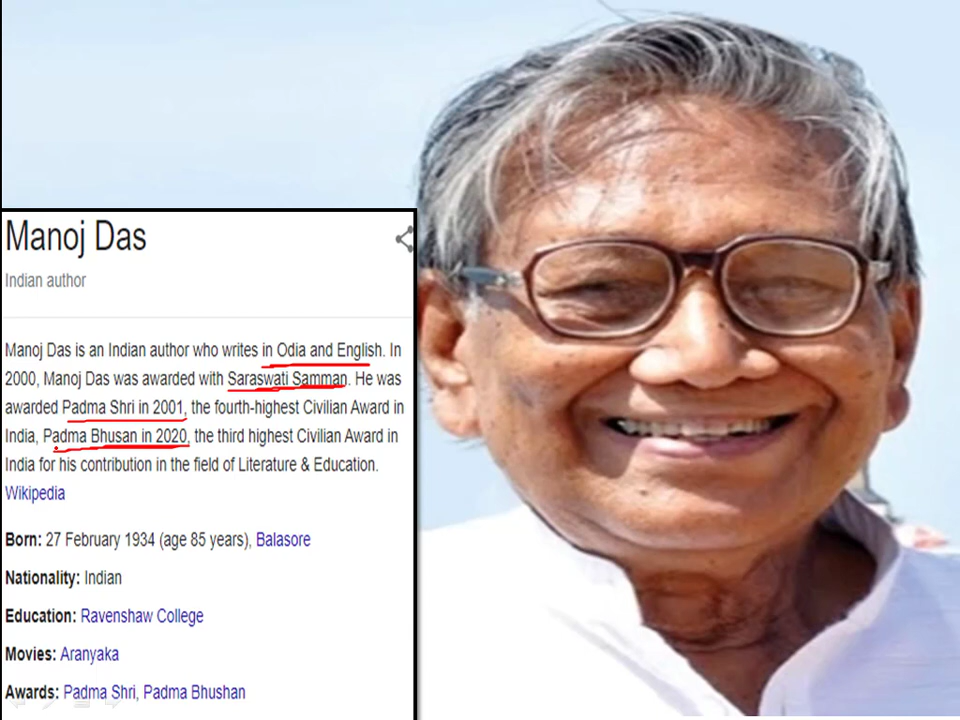 Manoj Das
Indian author
Manoj Das is an Indian author who writes in Odia and English. In
2000, Manoj Das was awarded with Saraswati Samman. He was
awarded Padma Shri in 2001, the fourth-highest Civilian Award in
India, Padma Bhusan in 2020, the third highest Civilian Award in
India for his contribution in the field of Literature & Education.
Wikipedia
Born: 27 February 1934 (age 85 years), Balasore
Nationality: Indian
Education: Ravenshaw College
Movies: Aranyaka
Awards: Padma Shri, Padma Bhushan